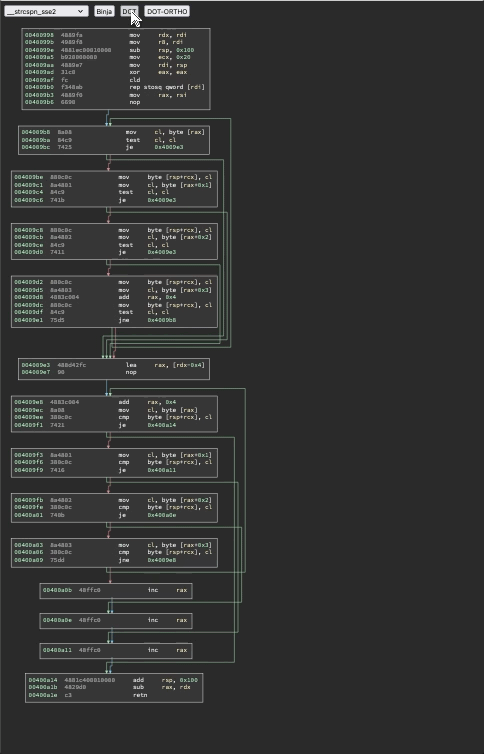 __strcspn_sse2 Binja DOT DOT-ORTHO
00400998 4889fa mov rdx, rdi
0040099b 4989f8 mov r8, rdi
0040099e 4881ec00010000 sub rsp, 0x100
004009a5 b920000000 mov ecx, 0x20
004009aa 4889e7 mov rdi, rsp
004009ad 31c0 xor eax, eax
004009af fc cld
004009b0 f348ab rep stosq qword [rdi]
004009b3 4889f0 mov rax, rsi
004009b6 6690 nop
004009b8 8a08 mov cl, byte [rax]
004009ba 84c9 test cl, cl
004009bc 7425 je 0x4009e3
004009be 880c0c mov byte [rsp+rcx], cl
004009c1 8a4801 mov cl, byte [rax+0x1]
004009c4 84c9 test cl, cl
004009c6 741b je 0x4009e3
004009c8 880c0c mov byte [rsp+rcx], cl
004009cb 8a4802 mov cl, byte [rax+0x2]
004009ce 84c9 test cl, cl
004009d0 7411 je 0x4009e3
004009d2 880c0c mov byte [rsp+rcx], cl
004009d5 8a4803 mov cl, byte [rax+0x3]
004009d8 4883c004 add rax, 0x4
004009dc 880c0c mov byte [rsp+rcx], cl
004009df 84c9 test cl, cl
004009e1 75d5 jne 0x4009b8
004009e3 488d42fc lea rax, [rdx-0x4]
004009e7 90 nop
004009e8 4883c004 add rax, 0x4
004009ec 8a08 mov cl, byte [rax]
004009ee 380c0c cmp byte [rsp+rcx], cl
004009f1 7421 je 0x400a14
004009f3 8a4801 mov cl, byte [rax+0x1]
004009f6 380c0c cmp byte [rsp+rcx], cl
004009f9 7416 je 0x400a11
004009fb 8a4802 mov cl, byte [rax+0x2]
004009fe 380c0c cmp byte [rsp+rcx], cl
00400a01 740b je 0x400a0e
00400a03 8a4803 mov cl, byte [rax+0x3]
00400a06 380c0c cmp byte [rsp+rcx], cl
00400a09 75dd jne 0x4009e8
00400a0b 48ffc0 inc rax
00400a0e 48ffc0 inc rax
00400a11 48ffc0 inc rax
00400a14 4881c400010000 add rsp, 0x100
00400a1b 4829d0 sub rax, rdx
00400a1e c3 retn